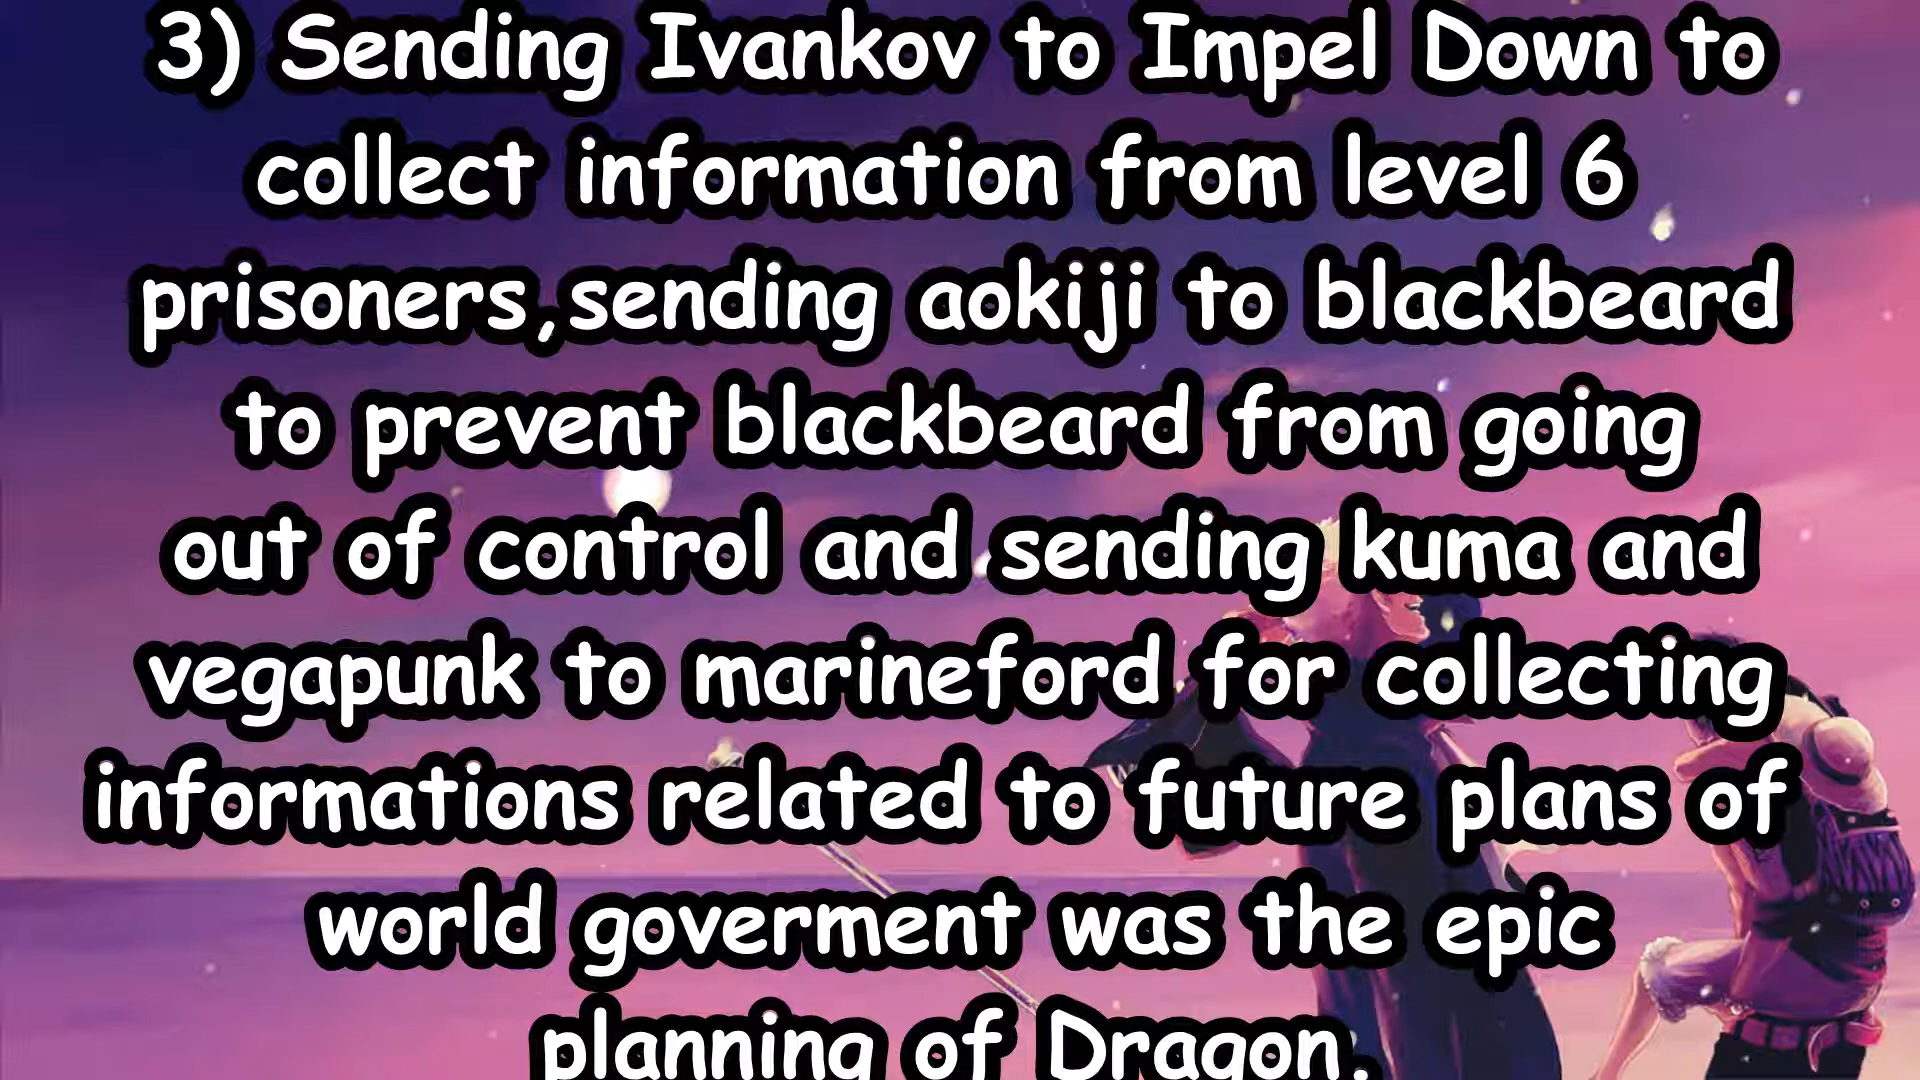 3) Sending Ivankov to Impel Down to
collect information from level 6
prisoners,sending aokiji to blackbeard
to prevent blackbeard from going
out of control and sending kuma and
vegapunk to marineford for collecting
informations related to future plans of
world goverment was the epic
planning of Dragon.